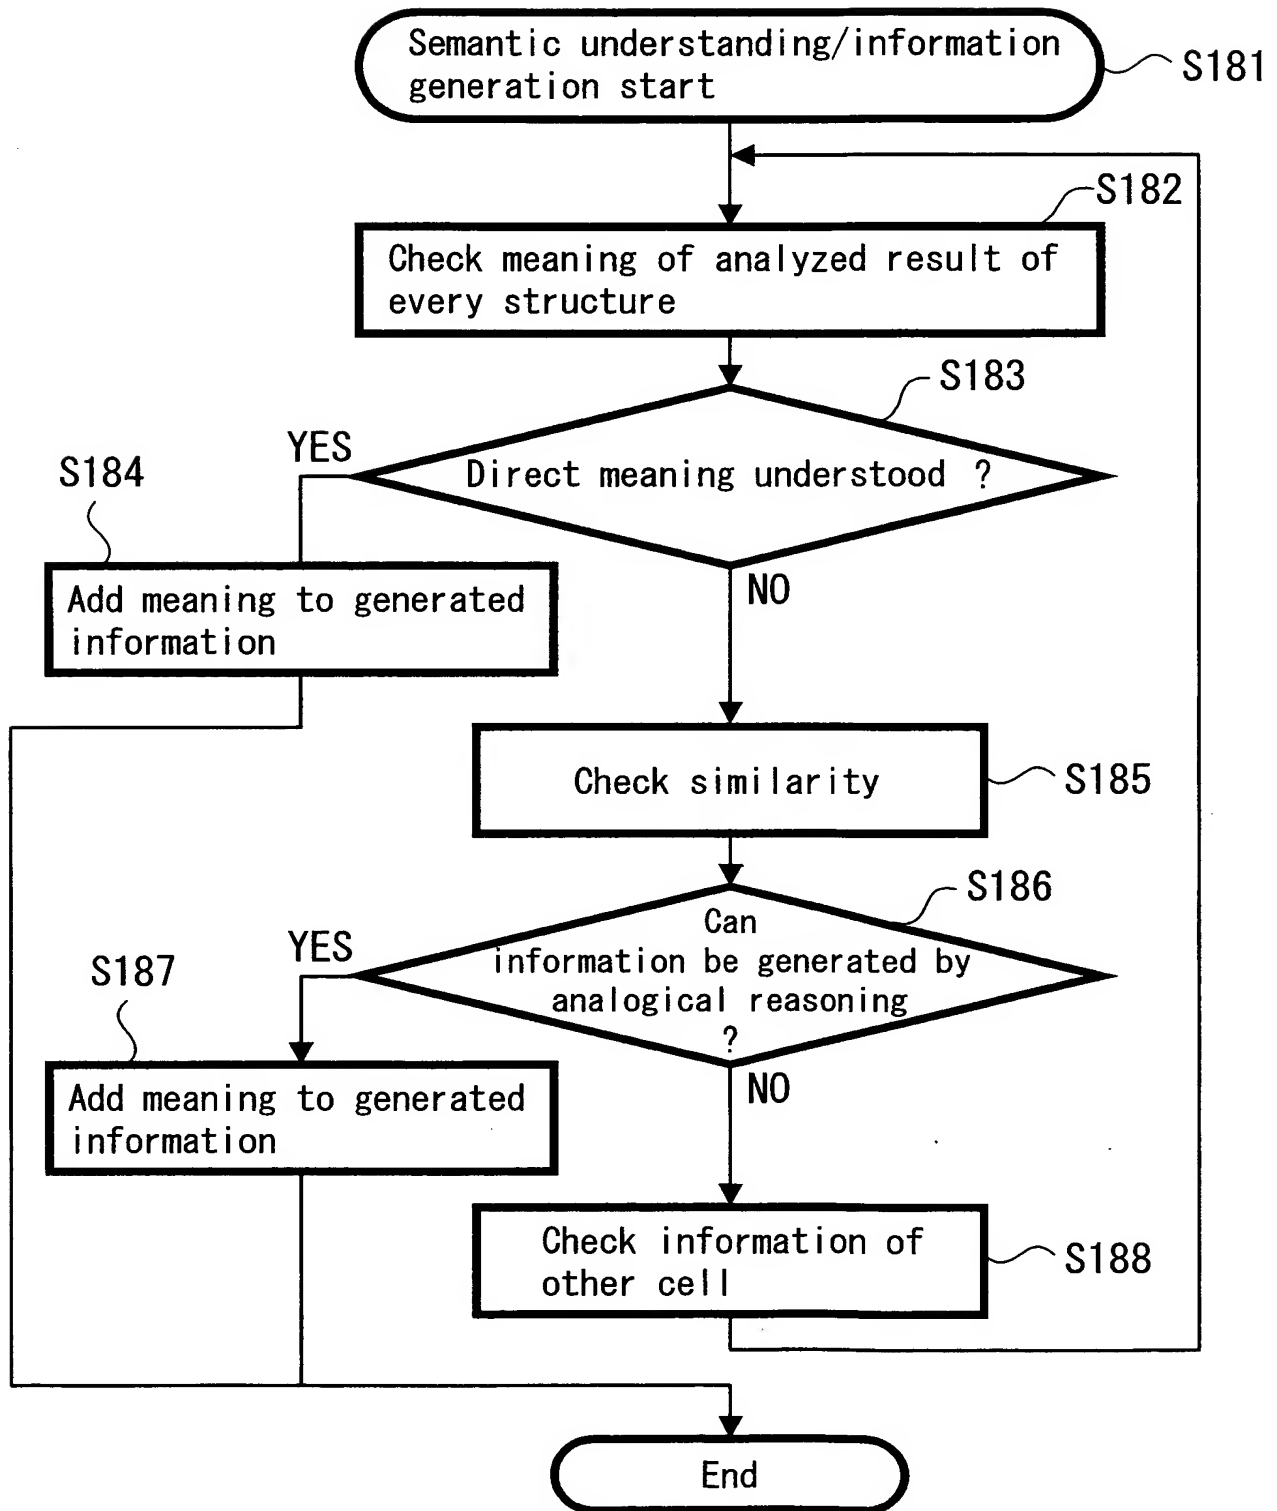 Semantic understanding/information
generation start
S181
S182
Check meaning of analyzed result of
every structure
S183
YES
Direct meaning understood ?
S184
NO
Add meaning to generated
information
Check similarity
S185
S186
Can
YES
information be generated by
analogical reasoning
?
S187
NO
Add meaning to generated
information
Check information of
other cell
S188
End